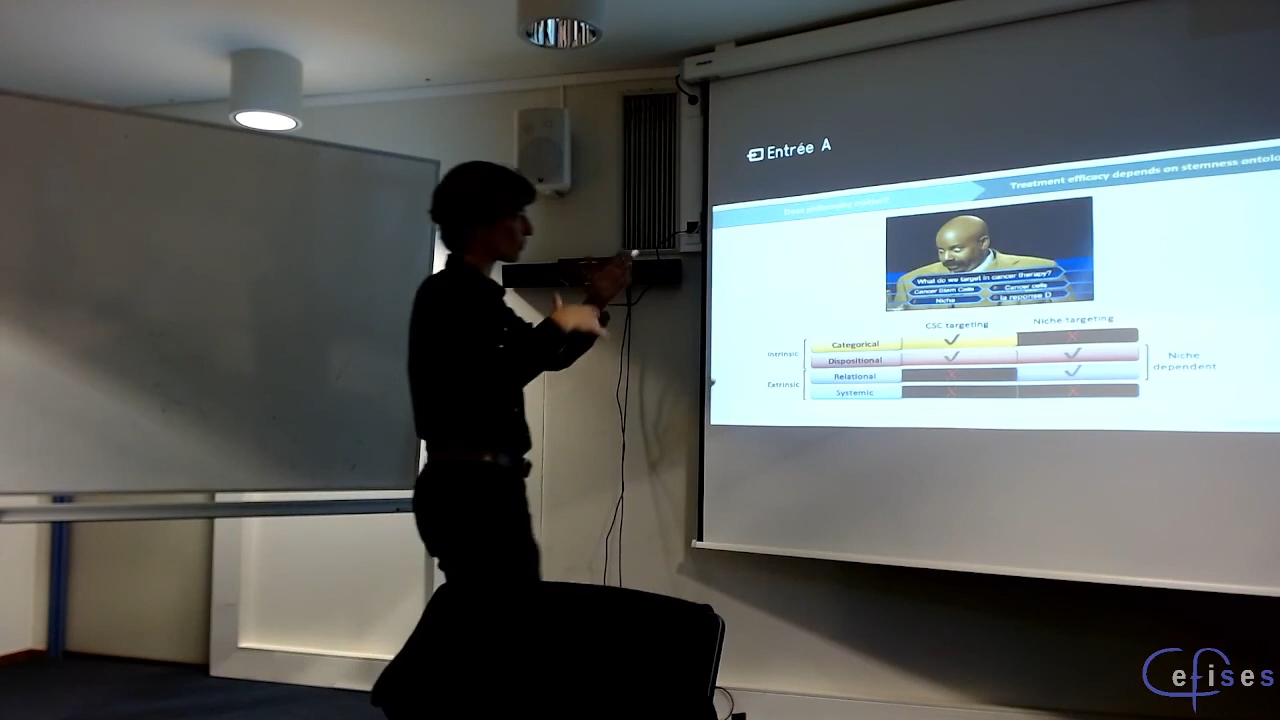 Entrée A
Treatment efficacy depends on stemness ontolo
What do we target in cancer therapy?
Cancer Stem Cells
Cancer cells
Niche
la reponse D
CSC targeting
Niche targeting
Intrinsic
Categorical
Dispositional
Niche
dependent
Extrinsic
Relational
Systemic
Cefises